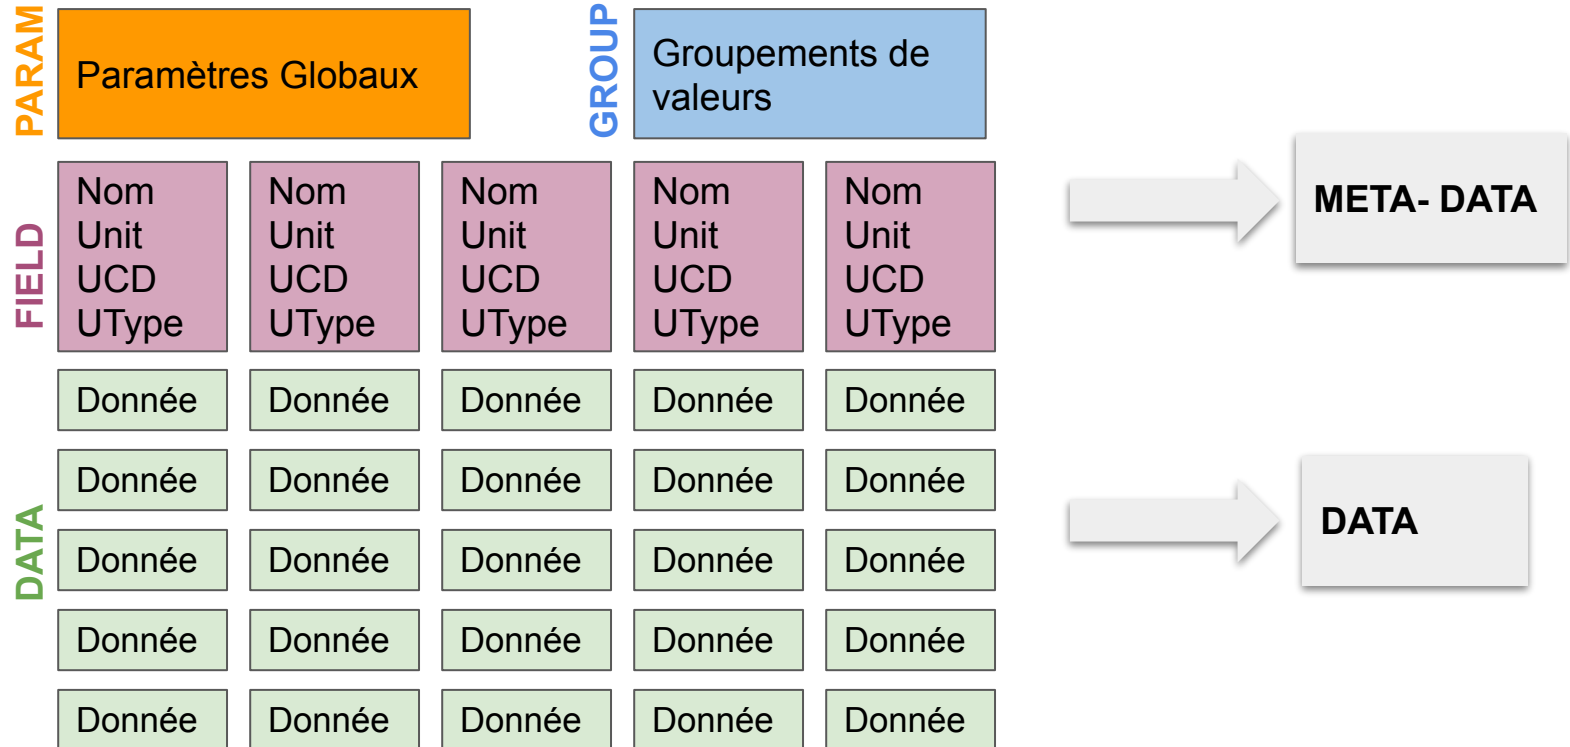 PARAM
Paramètres Globaux
GROUP
Groupements de
valeurs
FIELD
Nom
Unit
UCD
UType
Nom
Unit
UCD
UType
Nom
Unit
UCD
UType
Nom
Unit
UCD
UType
Nom
Unit
UCD
UType
META- DATA
DATA
Donnée Donnée Donnée Donnée Donnée
Donnée Donnée Donnée Donnée Donnée
Donnée Donnée Donnée Donnée Donnée
Donnée Donnée Donnée Donnée Donnée
Donnée Donnée Donnée Donnée Donnée
DATA